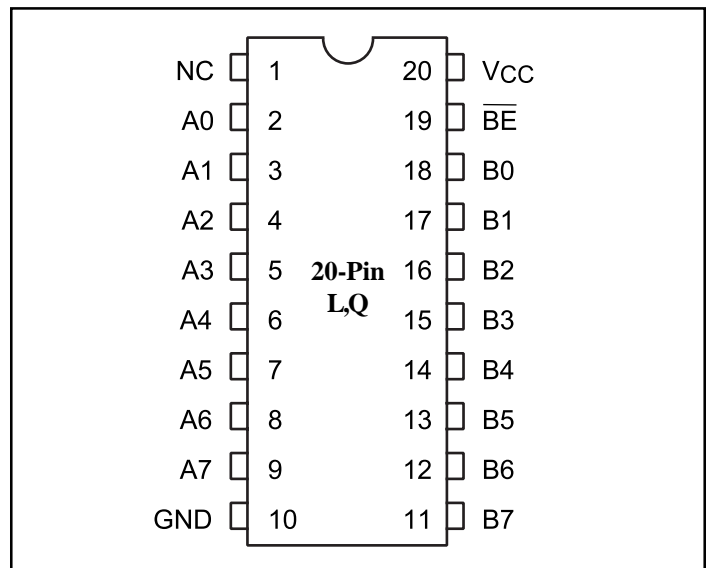 NC 1 20 VCC
A0 2 19 B̅E̅
A1 3 18 B0
A2 4 17 B1
A3 5 20-Pin 16 B2
L,Q
A4 6 15 B3
A5 7 14 B4
A6 8 13 B5
A7 9 12 B6
GND 10 11 B7